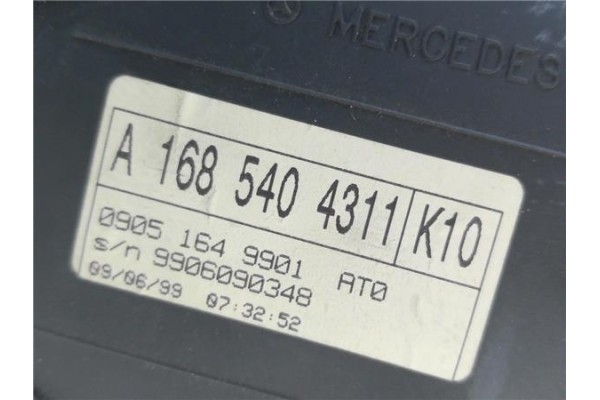 MERCEDES
A 168 540 4311 K10
0905 164 9901 AT0
s/n 9906090348
09/06/99 07:32:52